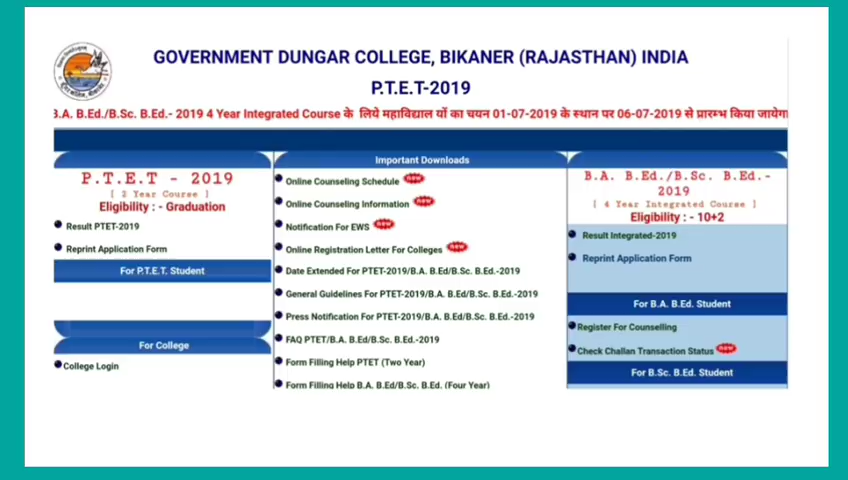 GOVERNMENT DUNGAR COLLEGE, BIKANER (RAJASTHAN) INDIA
P.T.E.T-2019
B.A. B.Ed./B.Sc. B.Ed.- 2019 4 Year Integrated Course के लिये महाविद्याल यों का चयन 01-07-2019 के स्थान पर 06-07-2019 से प्रारम्भ किया जायेगा
P.T.E.T - 2019
[ 2 Year Course ]
Eligibility : - Graduation
Result PTET-2019
Reprint Application Form
For P.T.E.T. Student
For College
College Login
Important Downloads
Online Counseling Schedule new
Online Counseling Information new
Notification For EWS new
Online Registration Letter For Colleges new
Date Extended For PTET-2019/B.A. B.Ed/B.Sc. B.Ed.-2019
General Guidelines For PTET-2019/B.A. B.Ed/B.Sc. B.Ed.-2019
Press Notification For PTET-2019/B.A. B.Ed/B.Sc. B.Ed.-2019
FAQ PTET/B.A. B.Ed/B.Sc. B.Ed.-2019
Form Filling Help PTET (Two Year)
Form Filling Help B.A. B.Ed/B.Sc. B.Ed. (Four Year)
B.A. B.Ed./B.Sc. B.Ed.-
2019
[ 4 Year Integrated Course ]
Eligibility : - 10+2
Result Integrated-2019
Reprint Application Form
For B.A. B.Ed. Student
Register For Counselling
Check Challan Transaction Status new
For B.Sc. B.Ed. Student